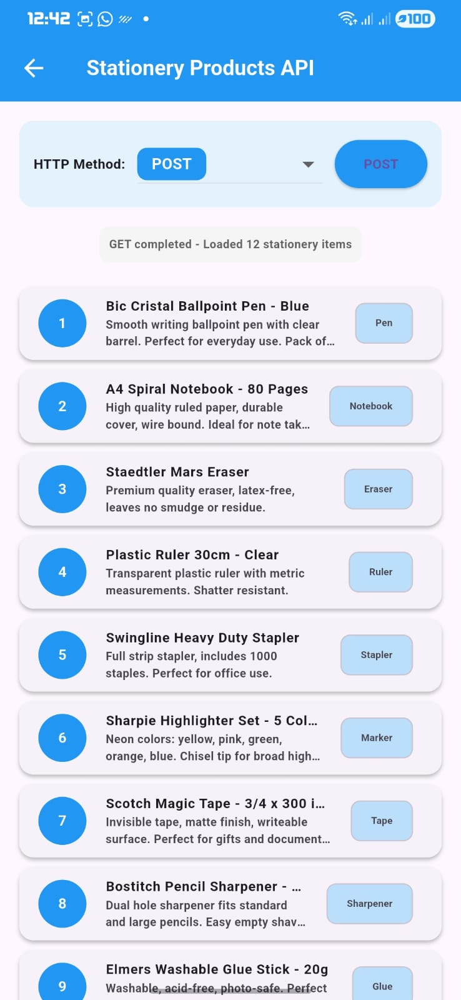 12:42
100
Stationery Products API
HTTP Method: POST POST
GET completed - Loaded 12 stationery items
1
Bic Cristal Ballpoint Pen - Blue
Smooth writing ballpoint pen with clear
barrel. Perfect for everyday use. Pack of...
Pen
2
A4 Spiral Notebook - 80 Pages
High quality ruled paper, durable
cover, wire bound. Ideal for note tak...
Notebook
3
Staedtler Mars Eraser
Premium quality eraser, latex-free,
leaves no smudge or residue.
Eraser
4
Plastic Ruler 30cm - Clear
Transparent plastic ruler with metric
measurements. Shatter resistant.
Ruler
5
Swingline Heavy Duty Stapler
Full strip stapler, includes 1000
staples. Perfect for office use.
Stapler
6
Sharpie Highlighter Set - 5 Col...
Neon colors: yellow, pink, green,
orange, blue. Chisel tip for broad high...
Marker
7
Scotch Magic Tape - 3/4 x 300 i...
Invisible tape, matte finish, writeable
surface. Perfect for gifts and document...
Tape
8
Bostitch Pencil Sharpener - ...
Dual hole sharpener fits standard
and large pencils. Easy empty shav...
Sharpener
9
Elmers Washable Glue Stick - 20g
Washable, acid-free, photo-safe. Perfect
Glue